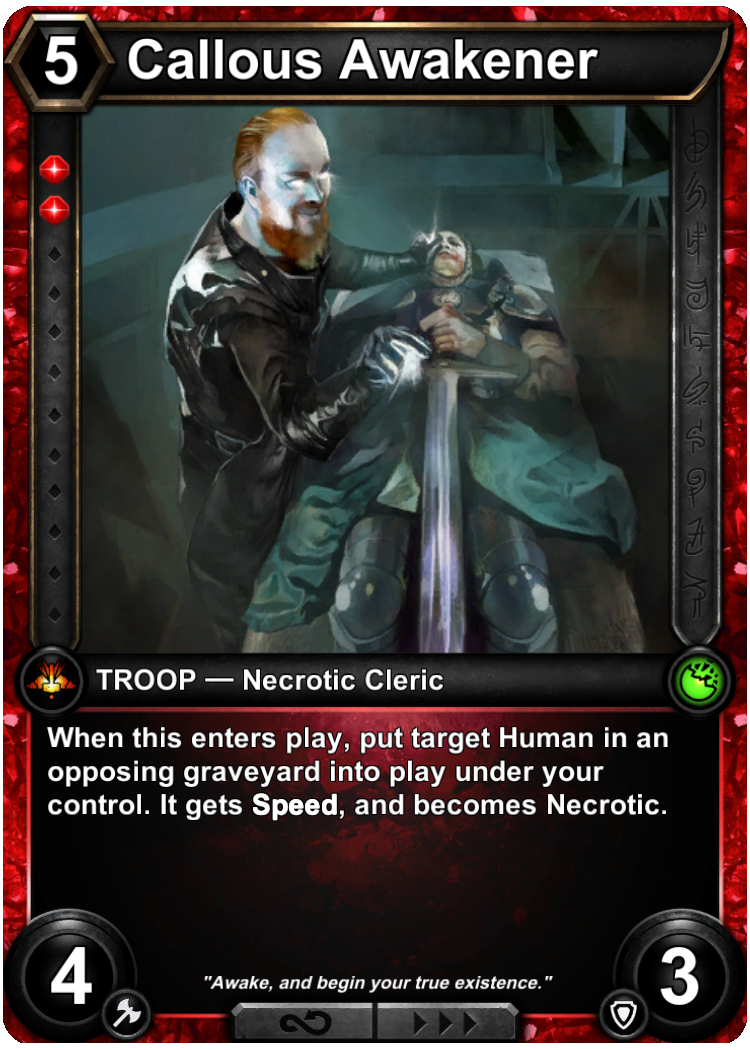 5 Callous Awakener
TROOP — Necrotic Cleric
When this enters play, put target Human in an
opposing graveyard into play under your
control. It gets Speed, and becomes Necrotic.
"Awake, and begin your true existence."
4 3